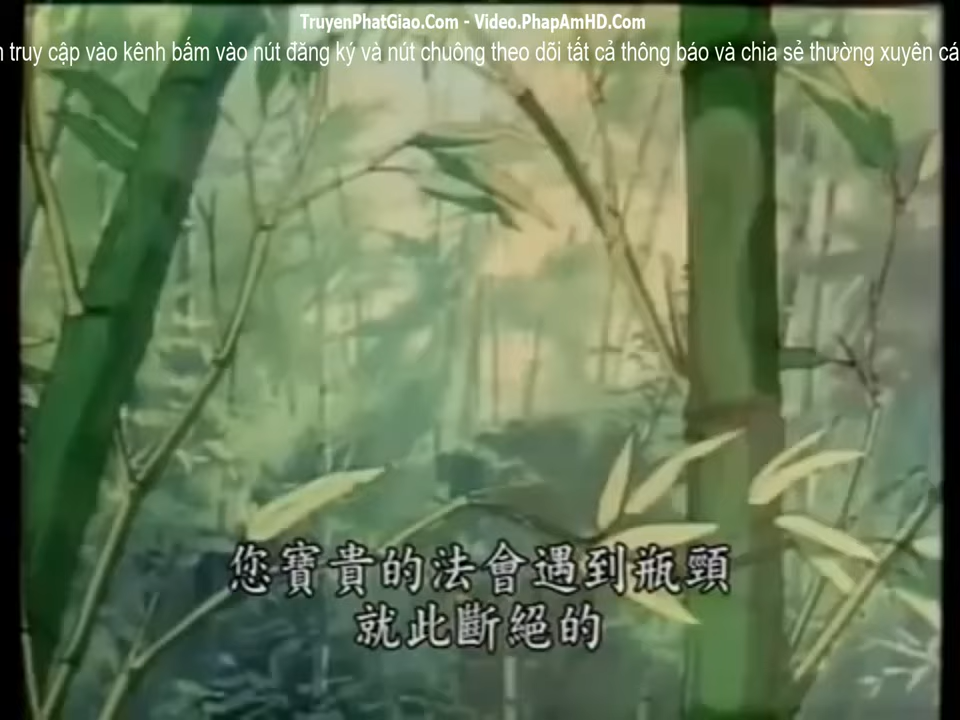 TruyenPhatGiao.Com - Video.PhapAmHD.Com
truy cập vào kênh bấm vào nút đăng ký và nút chuông theo dõi tất cả thông báo và chia sẻ thường xuyên
您寶貴的法會遇到瓶頸
就此斷絕的